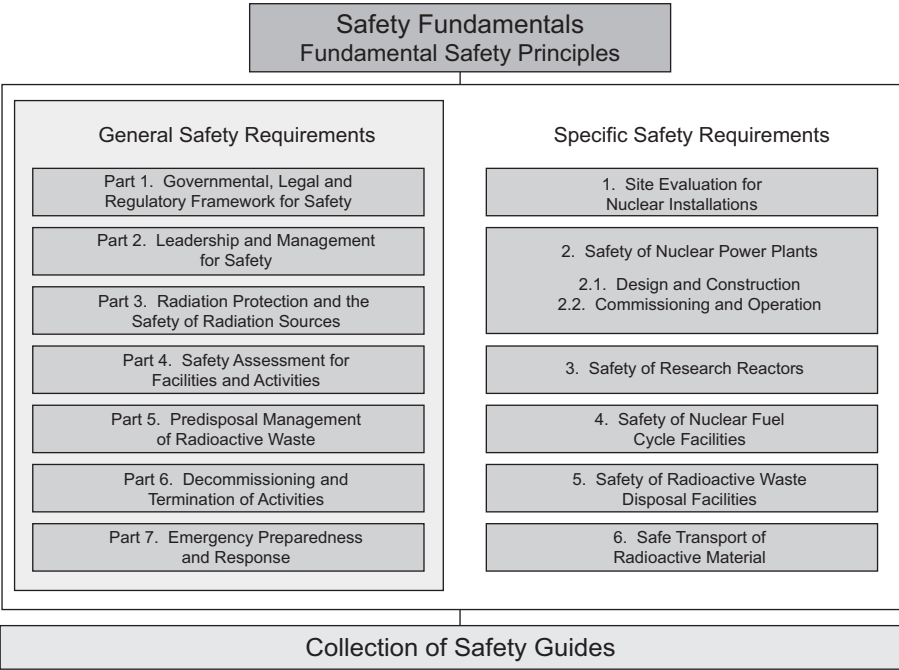 Safety Fundamentals
Fundamental Safety Principles
General Safety Requirements
Part 1. Governmental, Legal and
Regulatory Framework for Safety
Part 2. Leadership and Management
for Safety
Part 3. Radiation Protection and the
Safety of Radiation Sources
Part 4. Safety Assessment for
Facilities and Activities
Part 5. Predisposal Management
of Radioactive Waste
Part 6. Decommissioning and
Termination of Activities
Part 7. Emergency Preparedness
and Response
Specific Safety Requirements
1. Site Evaluation for
Nuclear Installations
2. Safety of Nuclear Power Plants
2.1. Design and Construction
2.2. Commissioning and Operation
3. Safety of Research Reactors
4. Safety of Nuclear Fuel
Cycle Facilities
5. Safety of Radioactive Waste
Disposal Facilities
6. Safe Transport of
Radioactive Material
Collection of Safety Guides